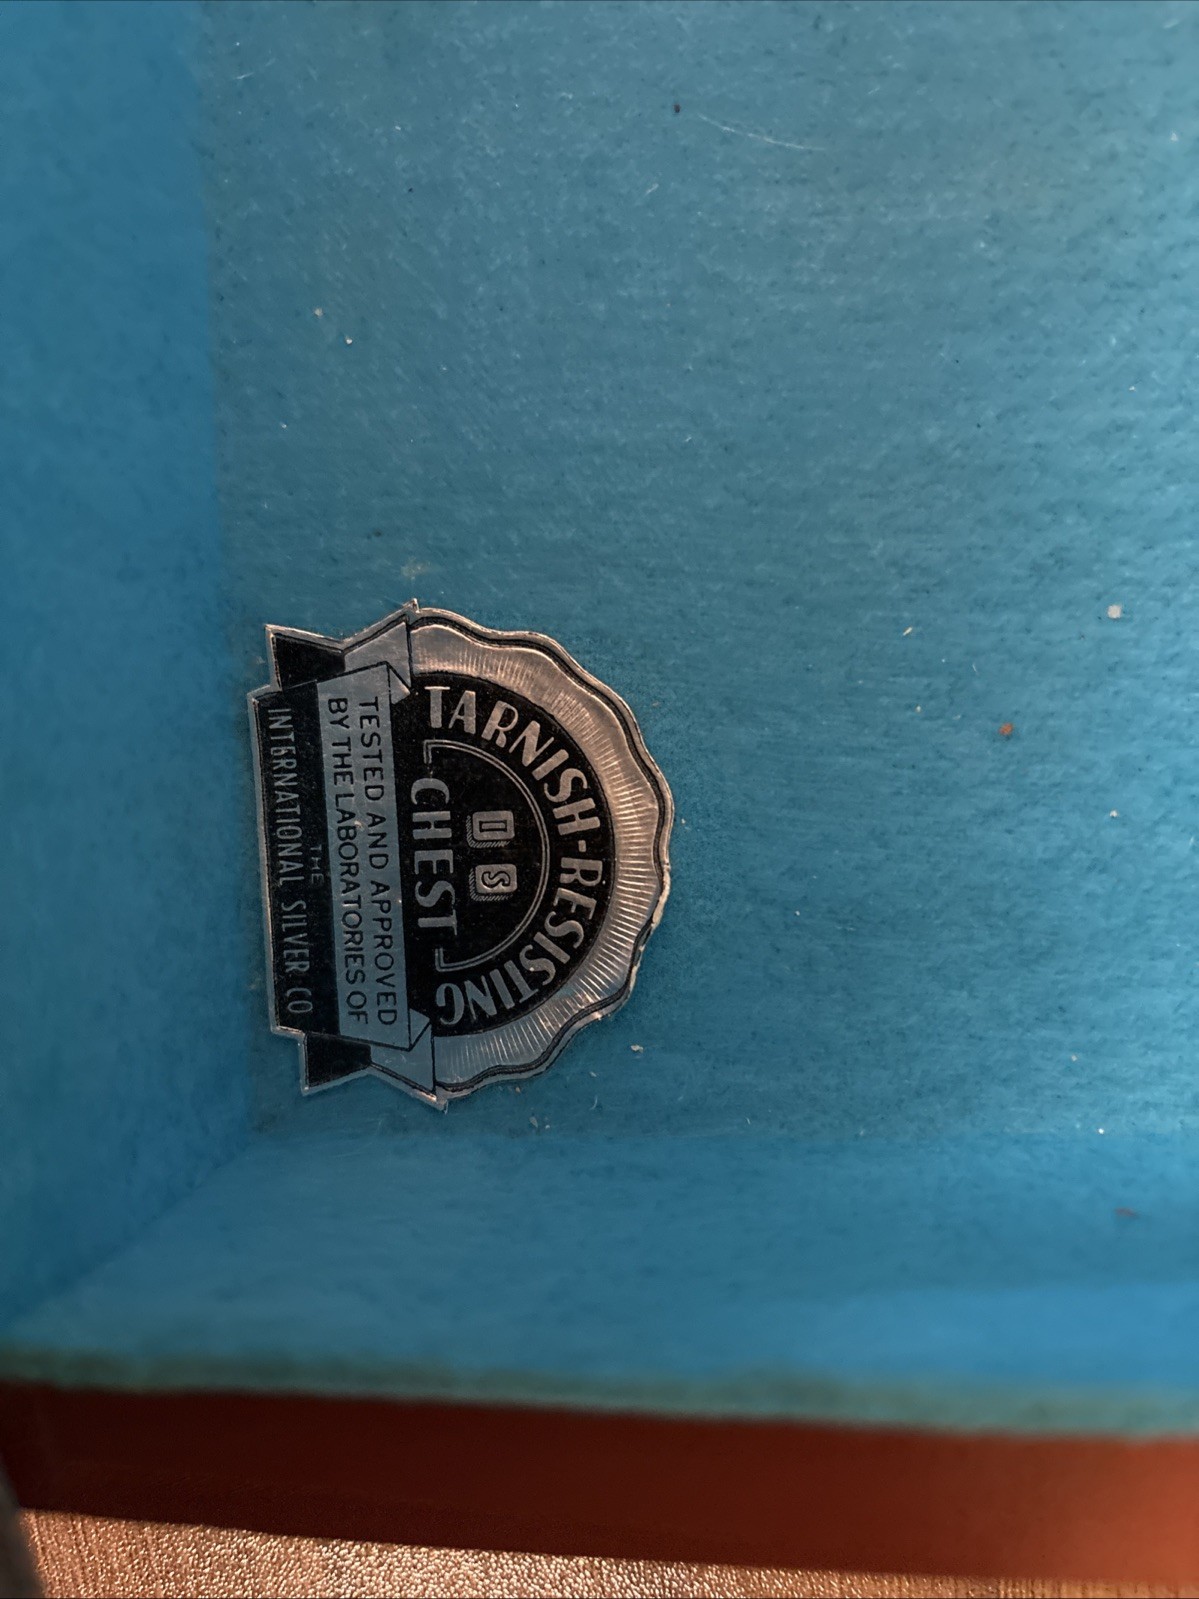 TARNISH-RESISTING
I S
CHEST
TESTED AND APPROVED
BY THE LABORATORIES OF
THE
INTERNATIONAL SILVER CO